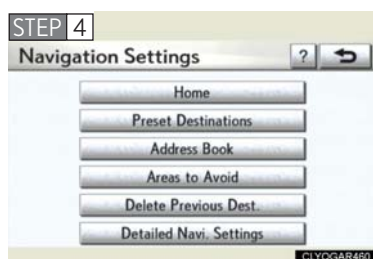 STEP 4
Navigation Settings ?
Home
Preset Destinations
Address Book
Areas to Avoid
Delete Previous Dest.
Detailed Navi. Settings
CLYOGAR460